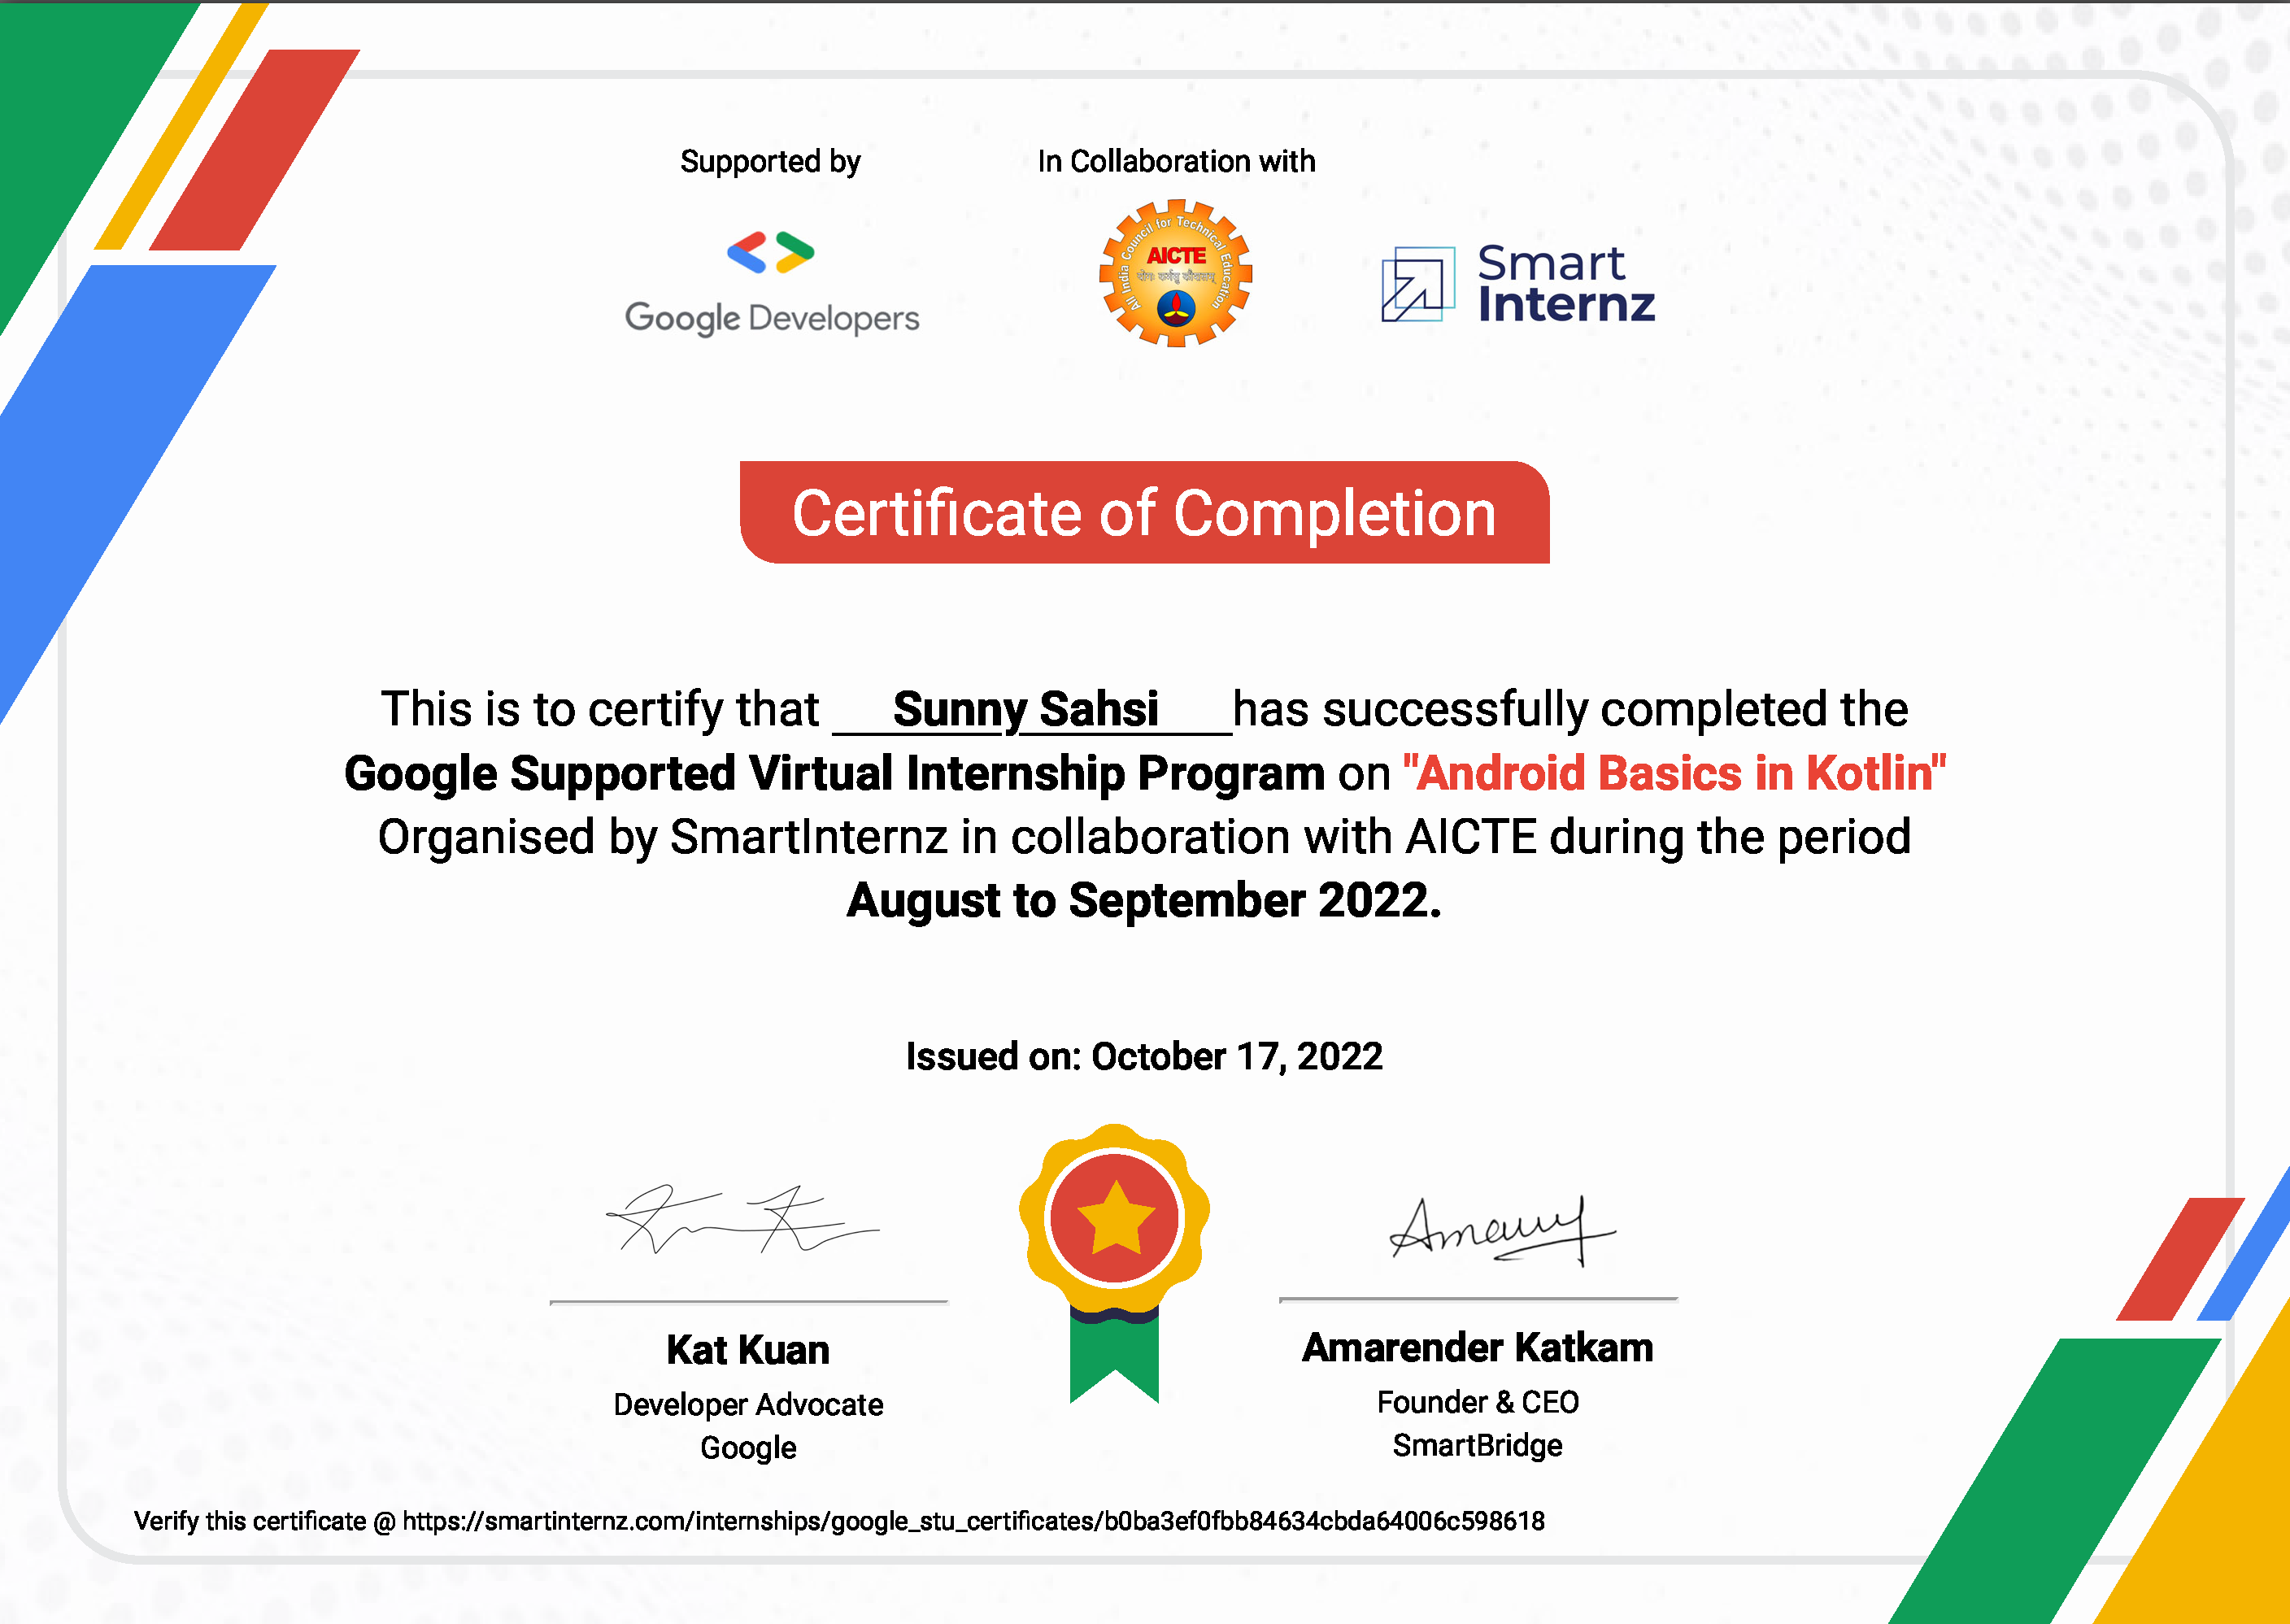 Supported by
In Collaboration with
Google Developers
All India Council for Technical Education
AICTE
योगः कर्मसु कौशलम्
Smart
Internz
Certificate of Completion
This is to certify that Sunny Sahsi has successfully completed the
Google Supported Virtual Internship Program on "Android Basics in Kotlin"
Organised by SmartInternz in collaboration with AICTE during the period
August to September 2022.
Issued on: October 17, 2022
Kat Kuan
Developer Advocate
Google
Amarender Katkam
Founder & CEO
SmartBridge
Verify this certificate @ https://smartinternz.com/internships/google_stu_certificates/b0ba3ef0fbb84634cbda64006c598618